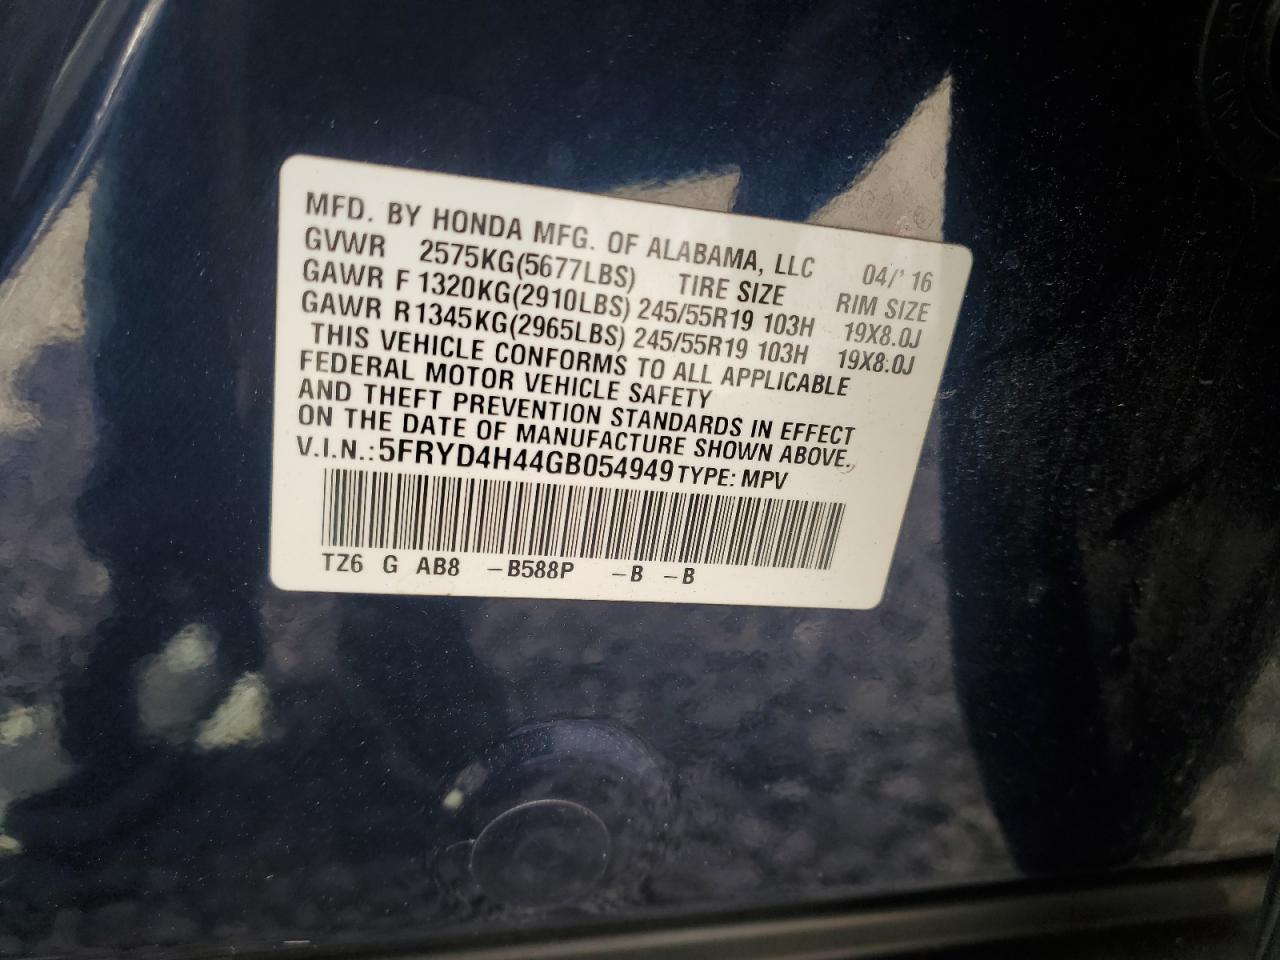 MFD. BY HONDA MFG. OF ALABAMA, LLC 04/'16
GVWR 2575KG(5677LBS) TIRE SIZE RIM SIZE
GAWR F 1320KG(2910LBS) 245/55R19 103H 19X8.0J
GAWR R1345KG(2965LBS) 245/55R19 103H 19X8.0J
THIS VEHICLE CONFORMS TO ALL APPLICABLE
FEDERAL MOTOR VEHICLE SAFETY
AND THEFT PREVENTION STANDARDS IN EFFECT
ON THE DATE OF MANUFACTURE SHOWN ABOVE.
V.I.N.:5FRYD4H44GB054949 TYPE: MPV
TZ6 G AB8 -B588P -B -B